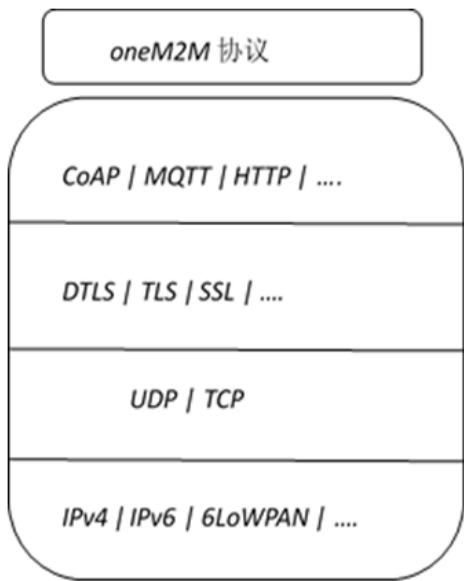 oneM2M 协议
CoAP | MQTT | HTTP | ....
DTLS | TLS | SSL | ....
UDP | TCP
IPv4 | IPv6 | 6LoWPAN | ....